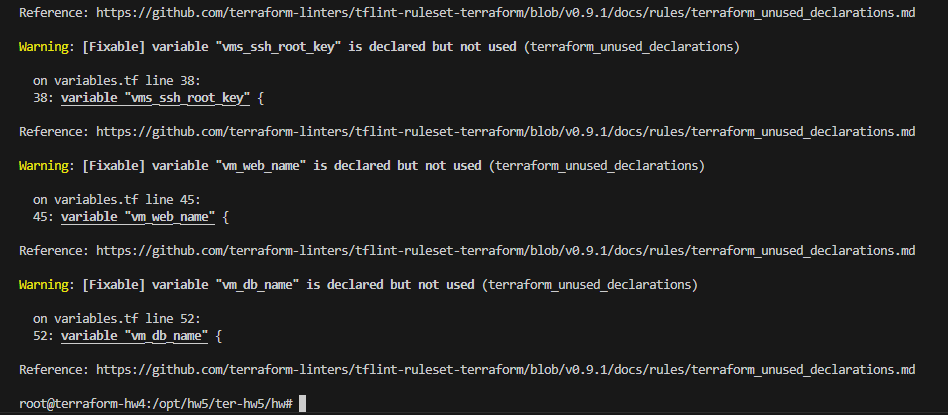 Reference: https://github.com/terraform-linters/tflint-ruleset-terraform/blob/v0.9.1/docs/rules/terraform_unused_declarations.md
Warning: [Fixable] variable "vms_ssh_root_key" is declared but not used (terraform_unused_declarations)
on variables.tf line 38:
38: variable "vms_ssh_root_key" {
Reference: https://github.com/terraform-linters/tflint-ruleset-terraform/blob/v0.9.1/docs/rules/terraform_unused_declarations.md
Warning: [Fixable] variable "vm_web_name" is declared but not used (terraform_unused_declarations)
on variables.tf line 45:
45: variable "vm_web_name" {
Reference: https://github.com/terraform-linters/tflint-ruleset-terraform/blob/v0.9.1/docs/rules/terraform_unused_declarations.md
Warning: [Fixable] variable "vm_db_name" is declared but not used (terraform_unused_declarations)
on variables.tf line 52:
52: variable "vm_db_name" {
Reference: https://github.com/terraform-linters/tflint-ruleset-terraform/blob/v0.9.1/docs/rules/terraform_unused_declarations.md
root@terraform-hw4:/opt/hw5/ter-hw5/hw#